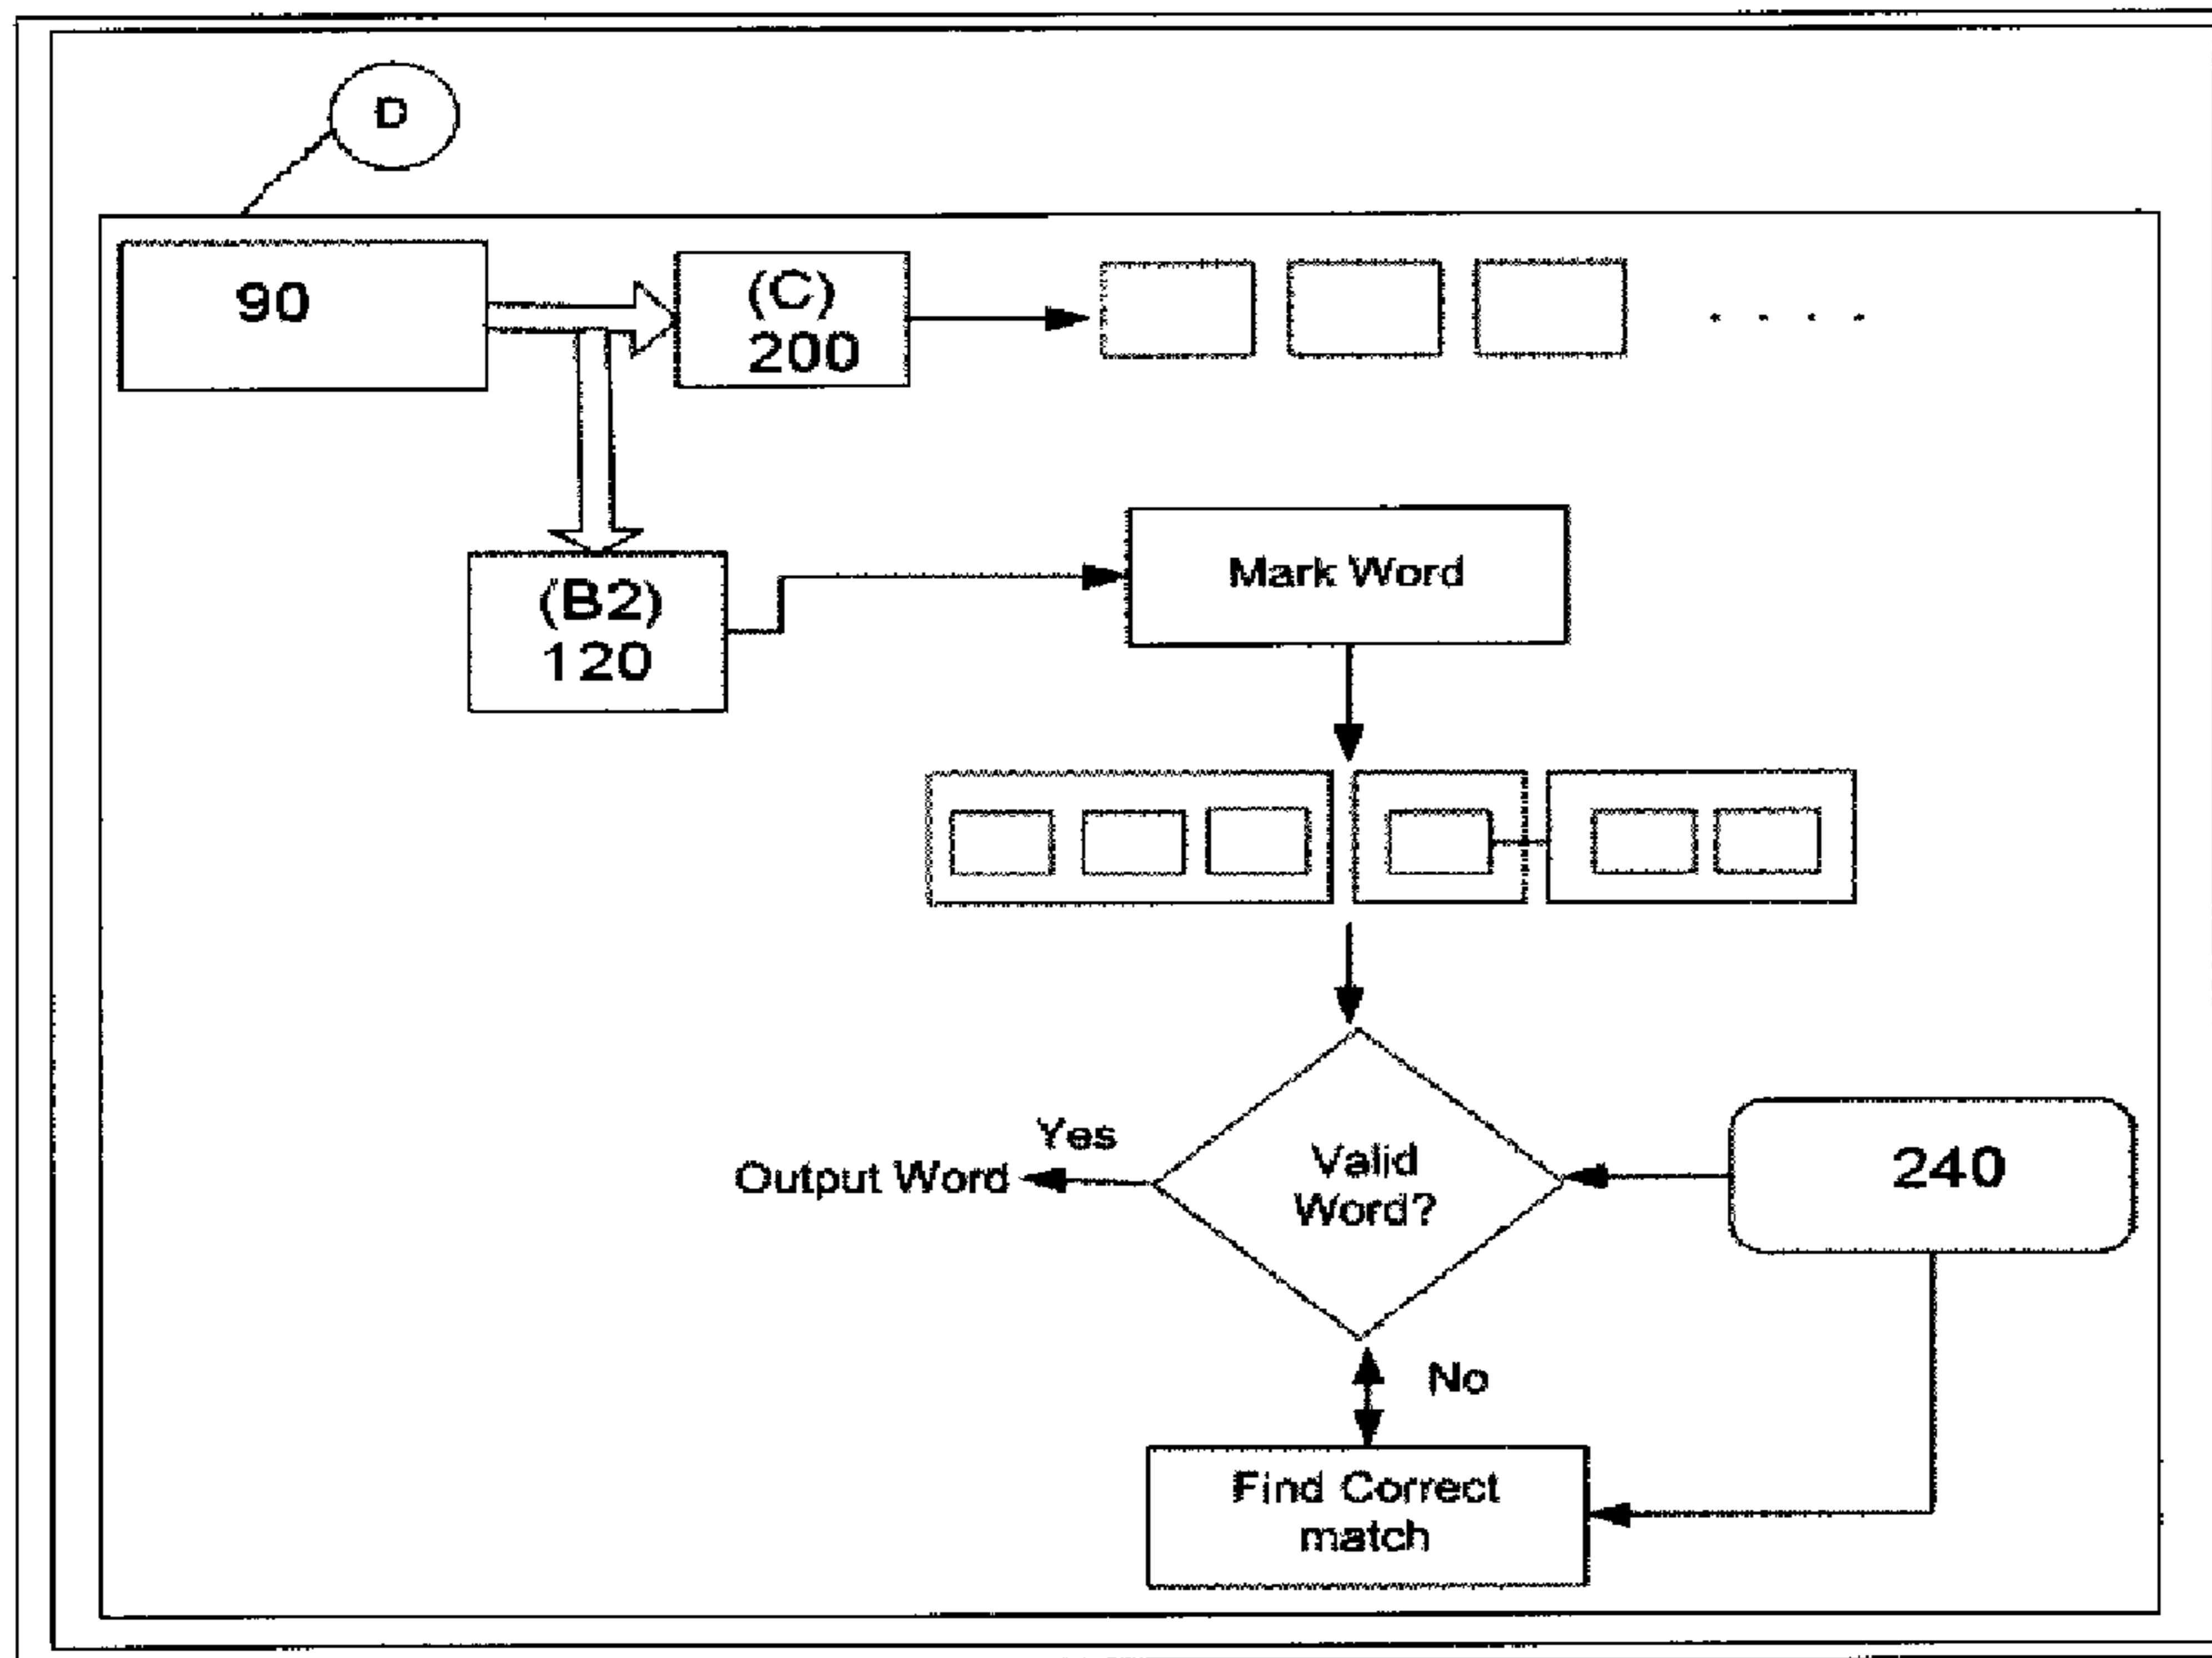 D
90
(C)
200
. . . .
(B2)
120
Mark Word
Yes
Output Word
Valid
Word?
240
No
Find Correct
match